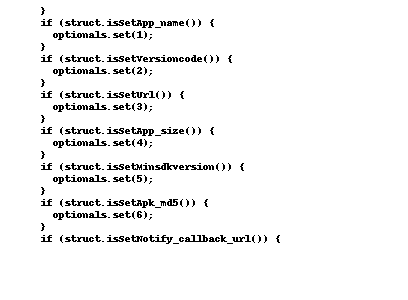 }
if (struct.isSetApp_name()) {
optionals.set(1);
}
if (struct.isSetVersioncode()) {
optionals.set(2);
}
if (struct.isSetUrl()) {
optionals.set(3);
}
if (struct.isSetApp_size()) {
optionals.set(4);
}
if (struct.isSetMinsdkversion()) {
optionals.set(5);
}
if (struct.isSetApk_md5()) {
optionals.set(6);
}
if (struct.isSetNotify_callback_url()) {